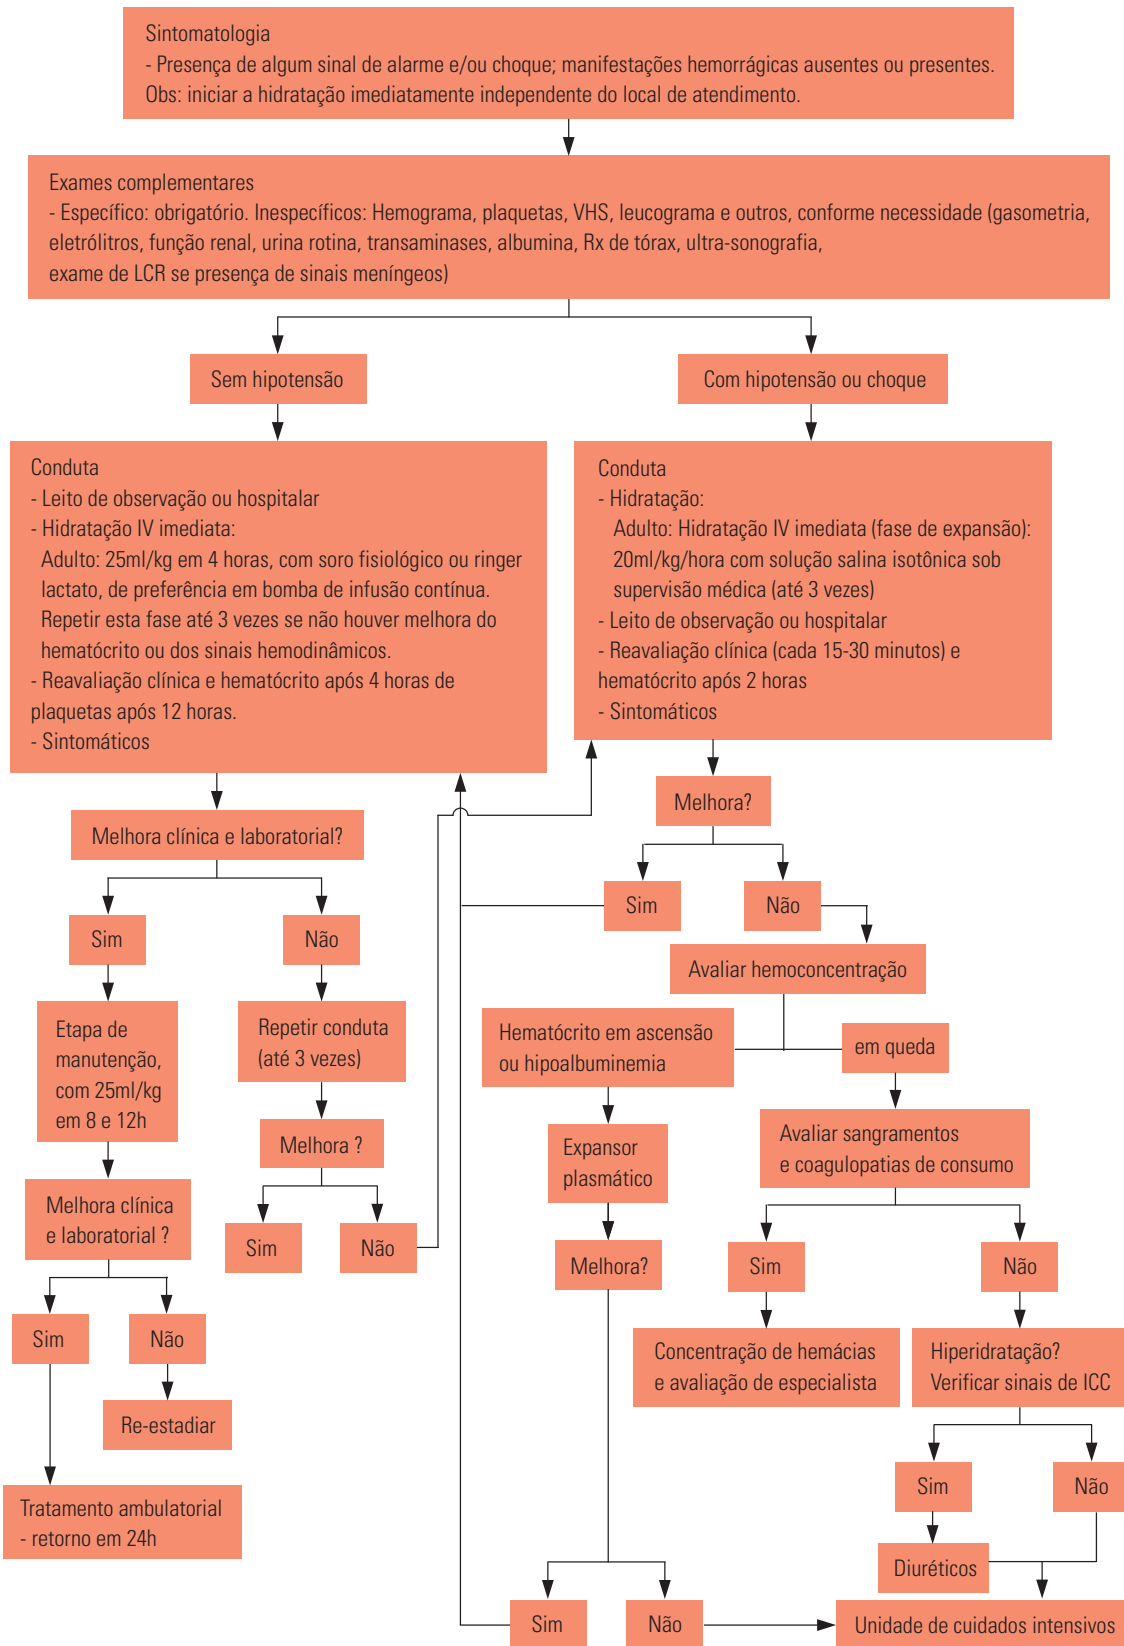 Sintomatologia
- Presença de algum sinal de alarme e/ou choque; manifestações hemorrágicas ausentes ou presentes.
Obs: iniciar a hidratação imediatamente independente do local de atendimento.
Exames complementares
- Específico: obrigatório. Inespecíficos: Hemograma, plaquetas, VHS, leucograma e outros, conforme necessidade (gasometria,
eletrólitros, função renal, urina rotina, transaminases, albumina, Rx de tórax, ultra-sonografia,
exame de LCR se presença de sinais meníngeos)
Sem hipotensão
Com hipotensão ou choque
Conduta
- Leito de observação ou hospitalar
- Hidratação IV imediata:
Adulto: 25ml/kg em 4 horas, com soro fisiológico ou ringer
lactato, de preferência em bomba de infusão contínua.
Repetir esta fase até 3 vezes se não houver melhora do
hematócrito ou dos sinais hemodinâmicos.
- Reavaliação clínica e hematócrito após 4 horas de
plaquetas após 12 horas.
- Sintomáticos
Conduta
- Hidratação:
Adulto: Hidratação IV imediata (fase de expansão):
20ml/kg/hora com solução salina isotônica sob
supervisão médica (até 3 vezes)
- Leito de observação ou hospitalar
- Reavaliação clínica (cada 15-30 minutos) e
hematócrito após 2 horas
- Sintomáticos
Melhora clínica e laboratorial?
Sim
Não
Etapa de
manutenção,
com 25ml/kg
em 8 e 12h
Repetir conduta
(até 3 vezes)
Melhora ?
Sim
Não
Melhora clínica
e laboratorial ?
Sim
Não
Re-estadiar
Tratamento ambulatorial
- retorno em 24h
Melhora?
Sim
Não
Avaliar hemoconcentração
Hematócrito em ascensão
ou hipoalbuminemia
em queda
Expansor
plasmático
Melhora?
Avaliar sangramentos
e coagulopatias de consumo
Sim
Não
Concentração de hemácias
e avaliação de especialista
Hiperidratação?
Verificar sinais de ICC
Sim
Não
Diuréticos
Sim
Não
Unidade de cuidados intensivos